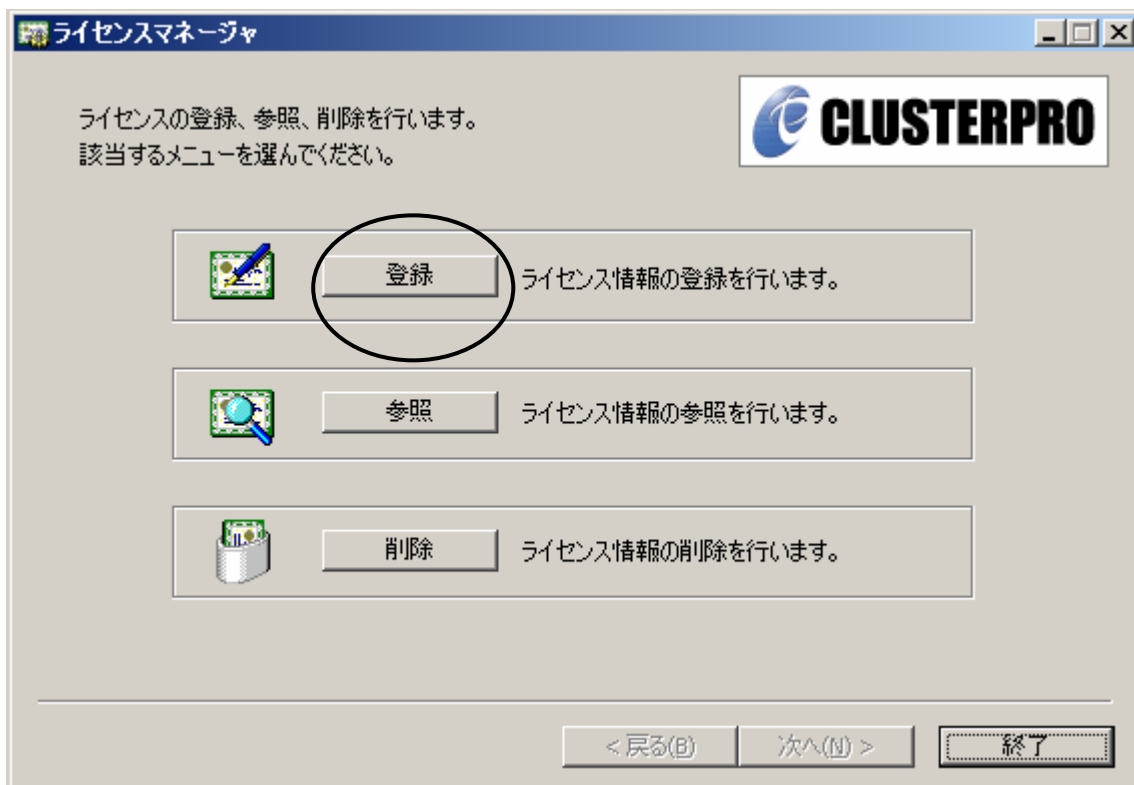 ライセンスマネージャ
ライセンスの登録、参照、削除を行います。
該当するメニューを選んでください。
CLUSTERPRO
登録
ライセンス情報の登録を行います。
参照
ライセンス情報の参照を行います。
削除
ライセンス情報の削除を行います。
< 戻る(B)
次へ(N) >
終了